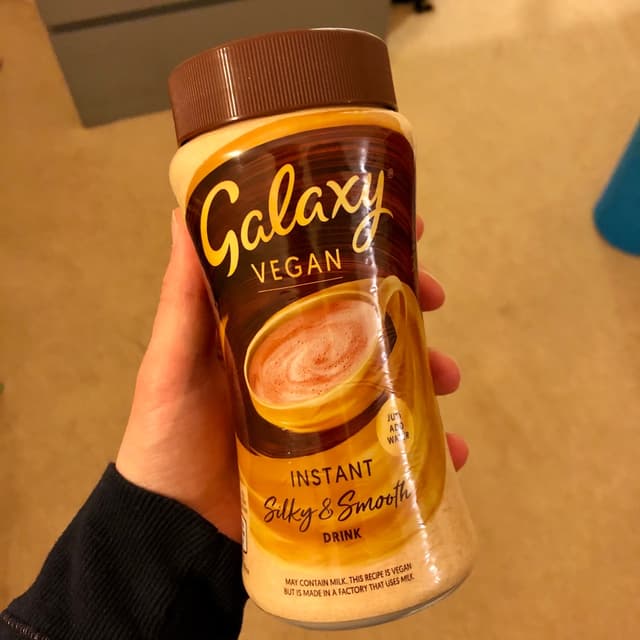 Galaxy®
VEGAN
JUST
ADD
WATER
INSTANT
Silky & Smooth
DRINK
MAY CONTAIN MILK. THIS RECIPE IS VEGAN
BUT IS MADE IN A FACTORY THAT USES MILK.